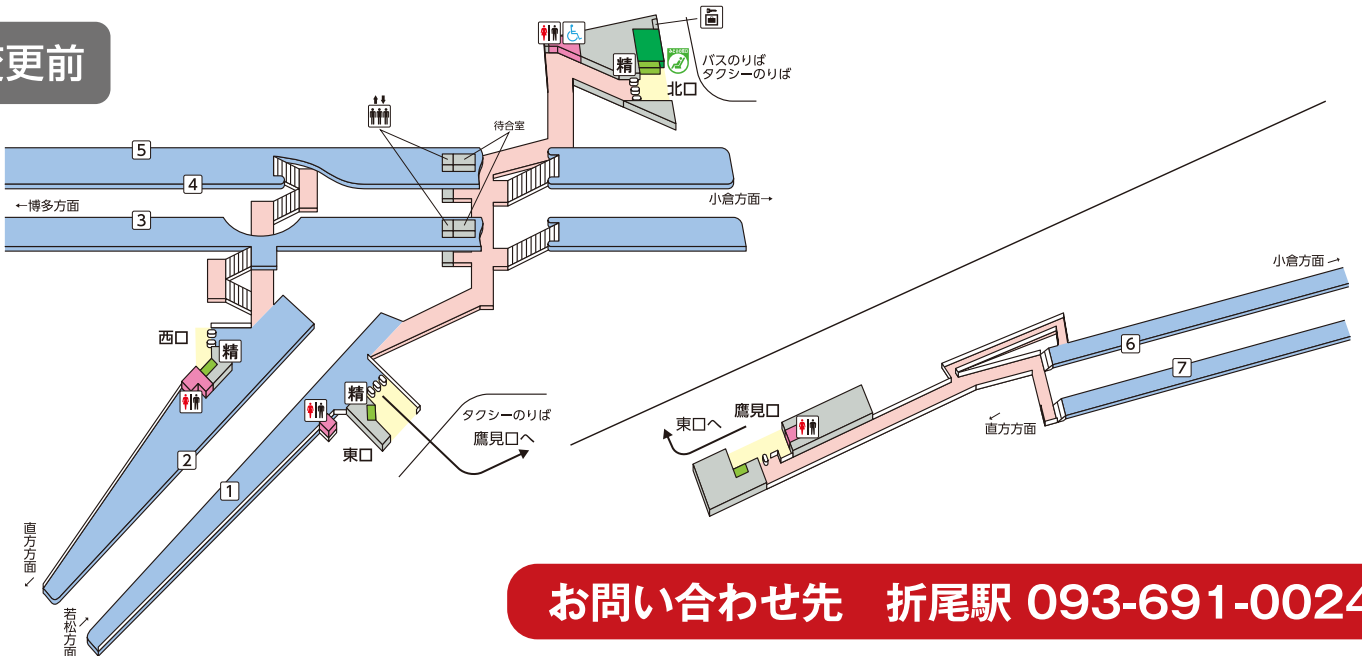 変更前
バスのりば
タクシーのりば
精
北口
待合室
5
4
←博多方面
小倉方面→
3
小倉方面→
西口
精
6
7
精
タクシーのりば
鷹見口へ
東口へ
鷹見口
直方方面
東口
2
1
直方方面
若松方面
お問い合わせ先 折尾駅 093-691-0024